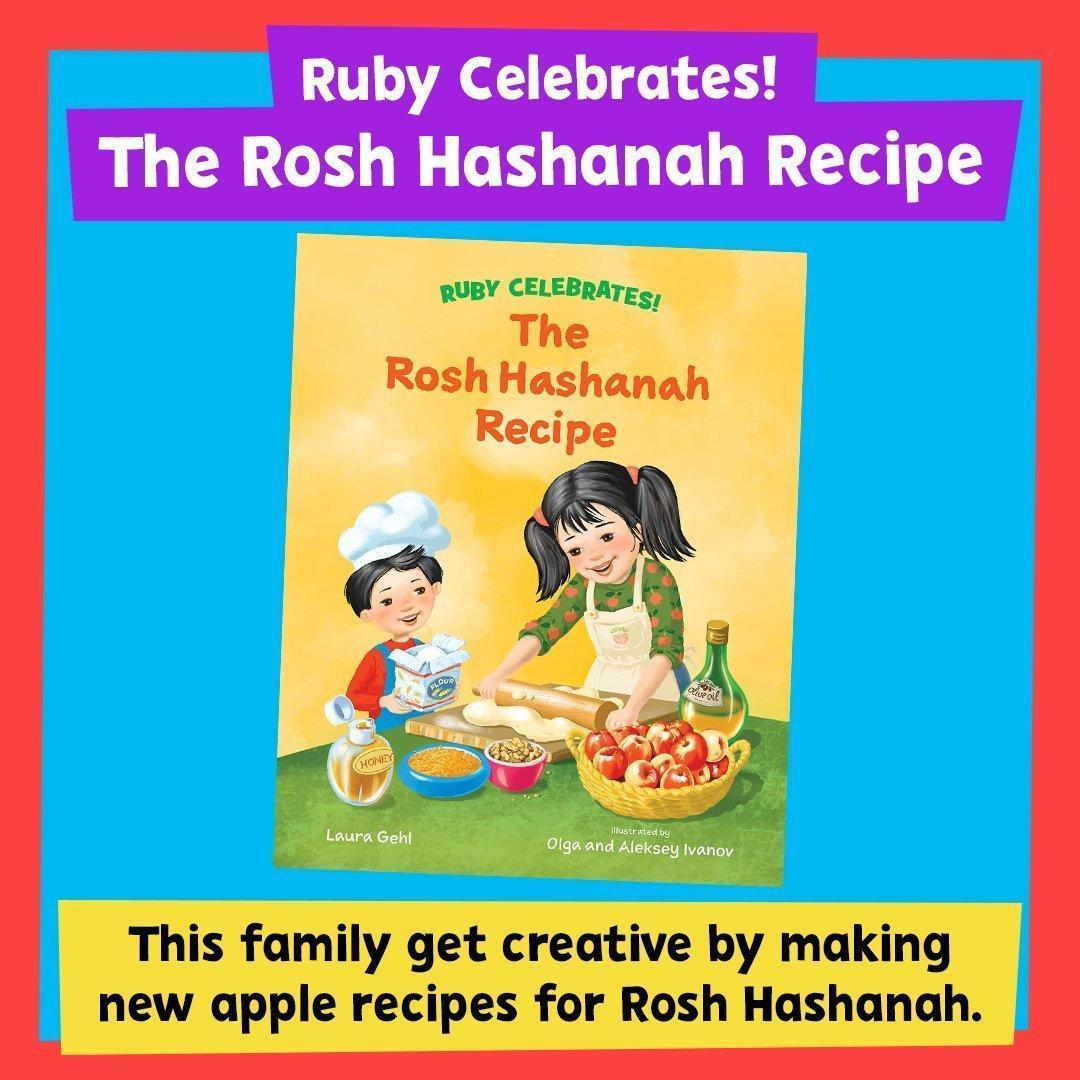 Ruby Celebrates!
The Rosh Hashanah Recipe
RUBY CELEBRATES!
The
Rosh Hashanah
Recipe
FLOUR
olive oil
HONEY
Laura Gehl
illustrated by
Olga and Aleksey Ivanov
This family get creative by making
new apple recipes for Rosh Hashanah.